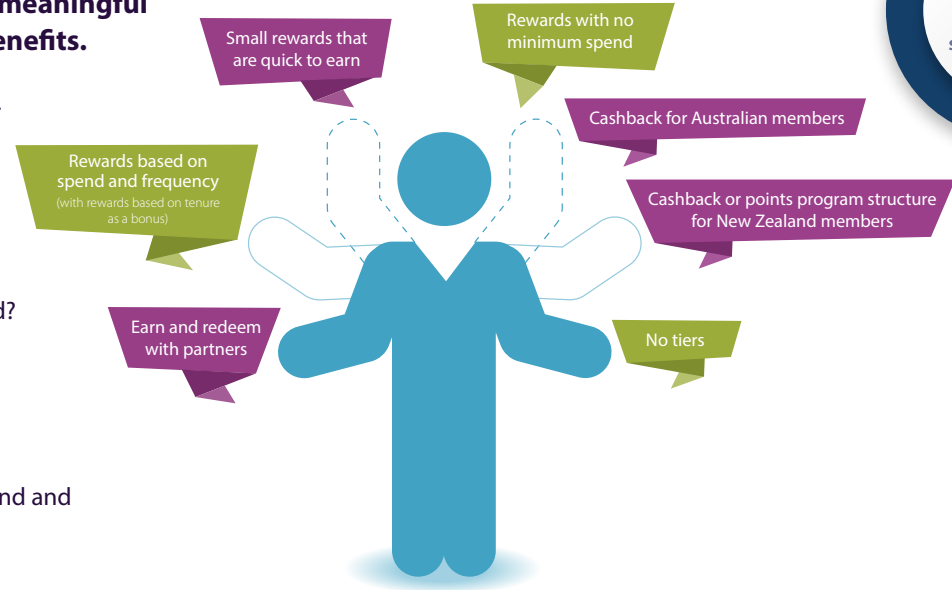 meaningful
enefits.
Small rewards that
are quick to earn
Rewards with no
minimum spend
Cashback for Australian members
Rewards based on
spend and frequency
(with rewards based on tenure
as a bonus)
Cashback or points program structure
for New Zealand members
d?
Earn and redeem
with partners
No tiers
nd and